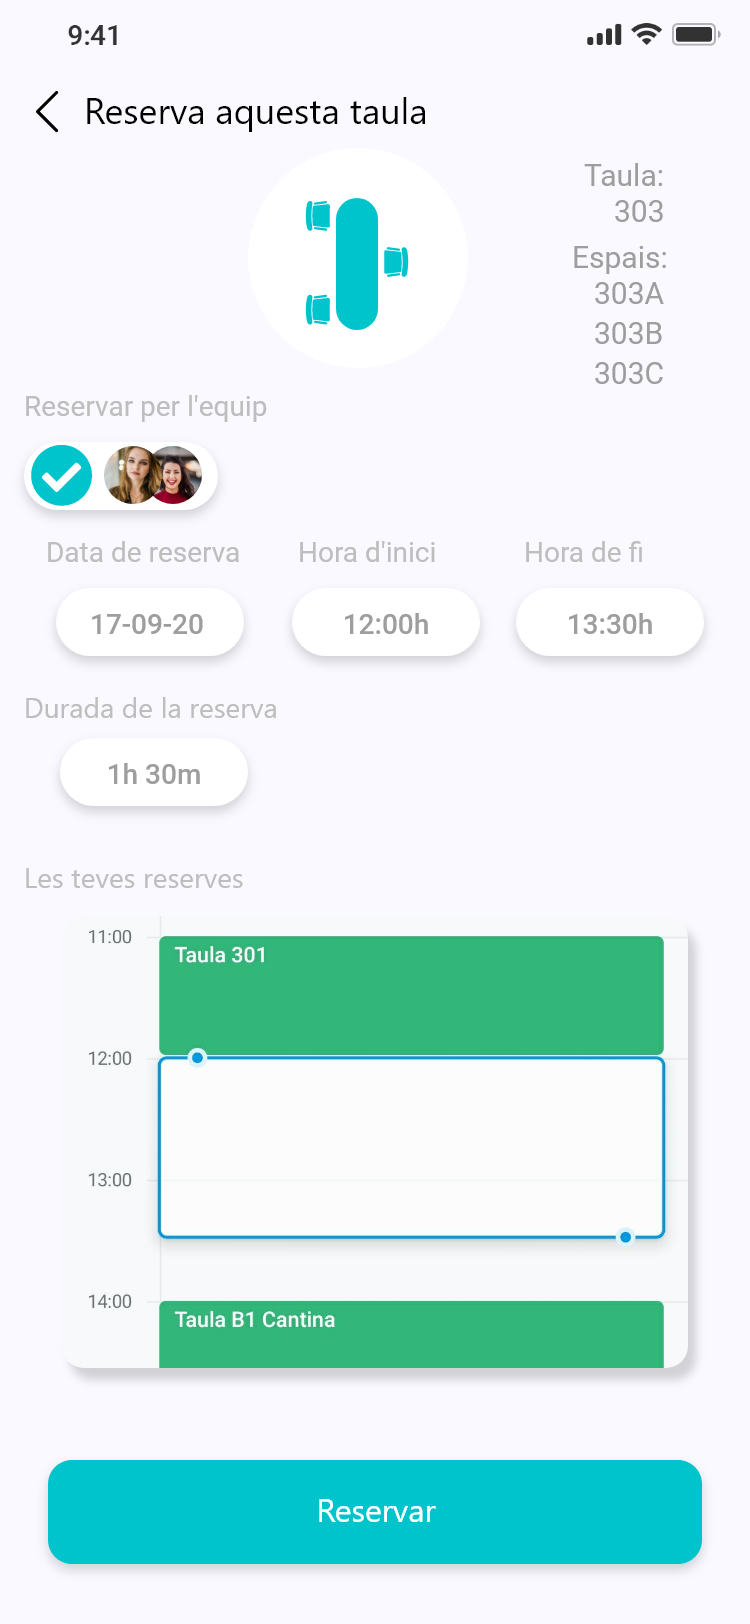 9:41
Reserva aquesta taula
Taula:
303
Espais:
303A
303B
303C
Reservar per l'equip
Data de reserva
Hora d'inici
Hora de fi
17-09-20
12:00h
13:30h
Durada de la reserva
1h 30m
Les teves reserves
11:00
Taula 301
12:00
13:00
14:00
Taula B1 Cantina
Reservar